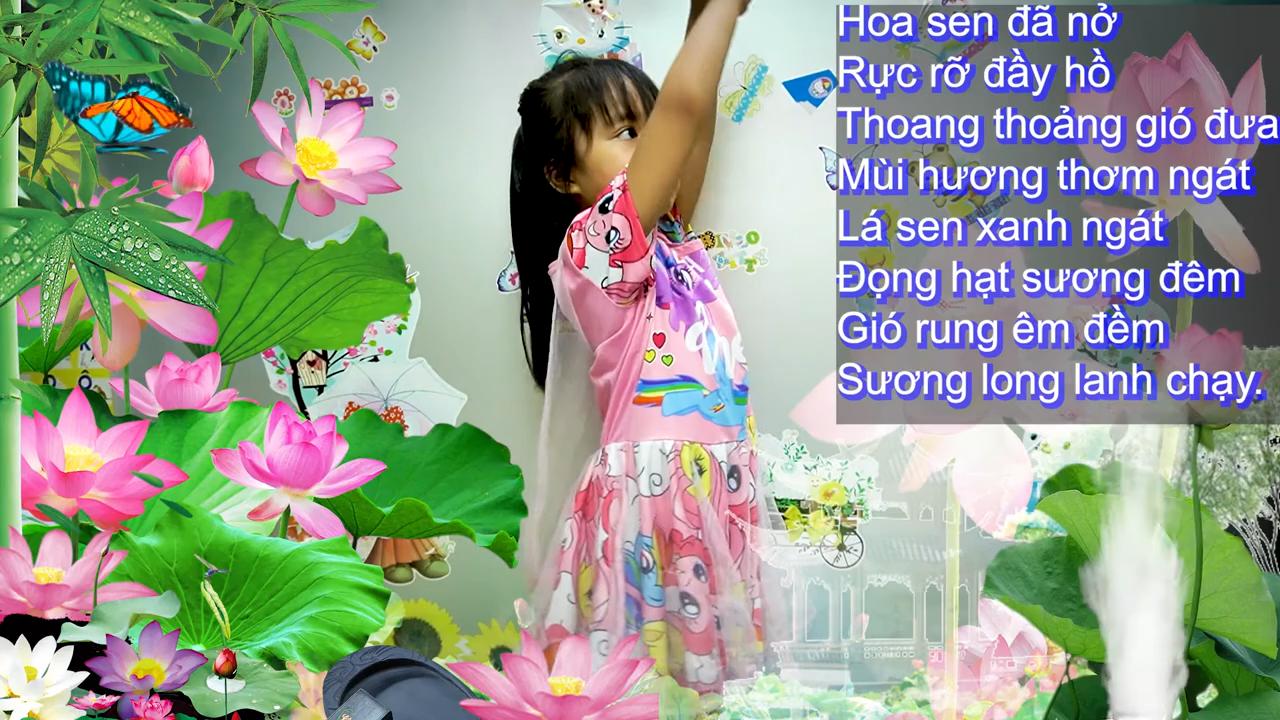 Hoa sen đã nở
Rực rỡ đầy hồ
Thoang thoảng gió đưa
Mùi hương thơm ngát
Lá sen xanh ngát
Đọng hạt sương đêm
Gió rung êm đềm
Sương long lanh chạy.